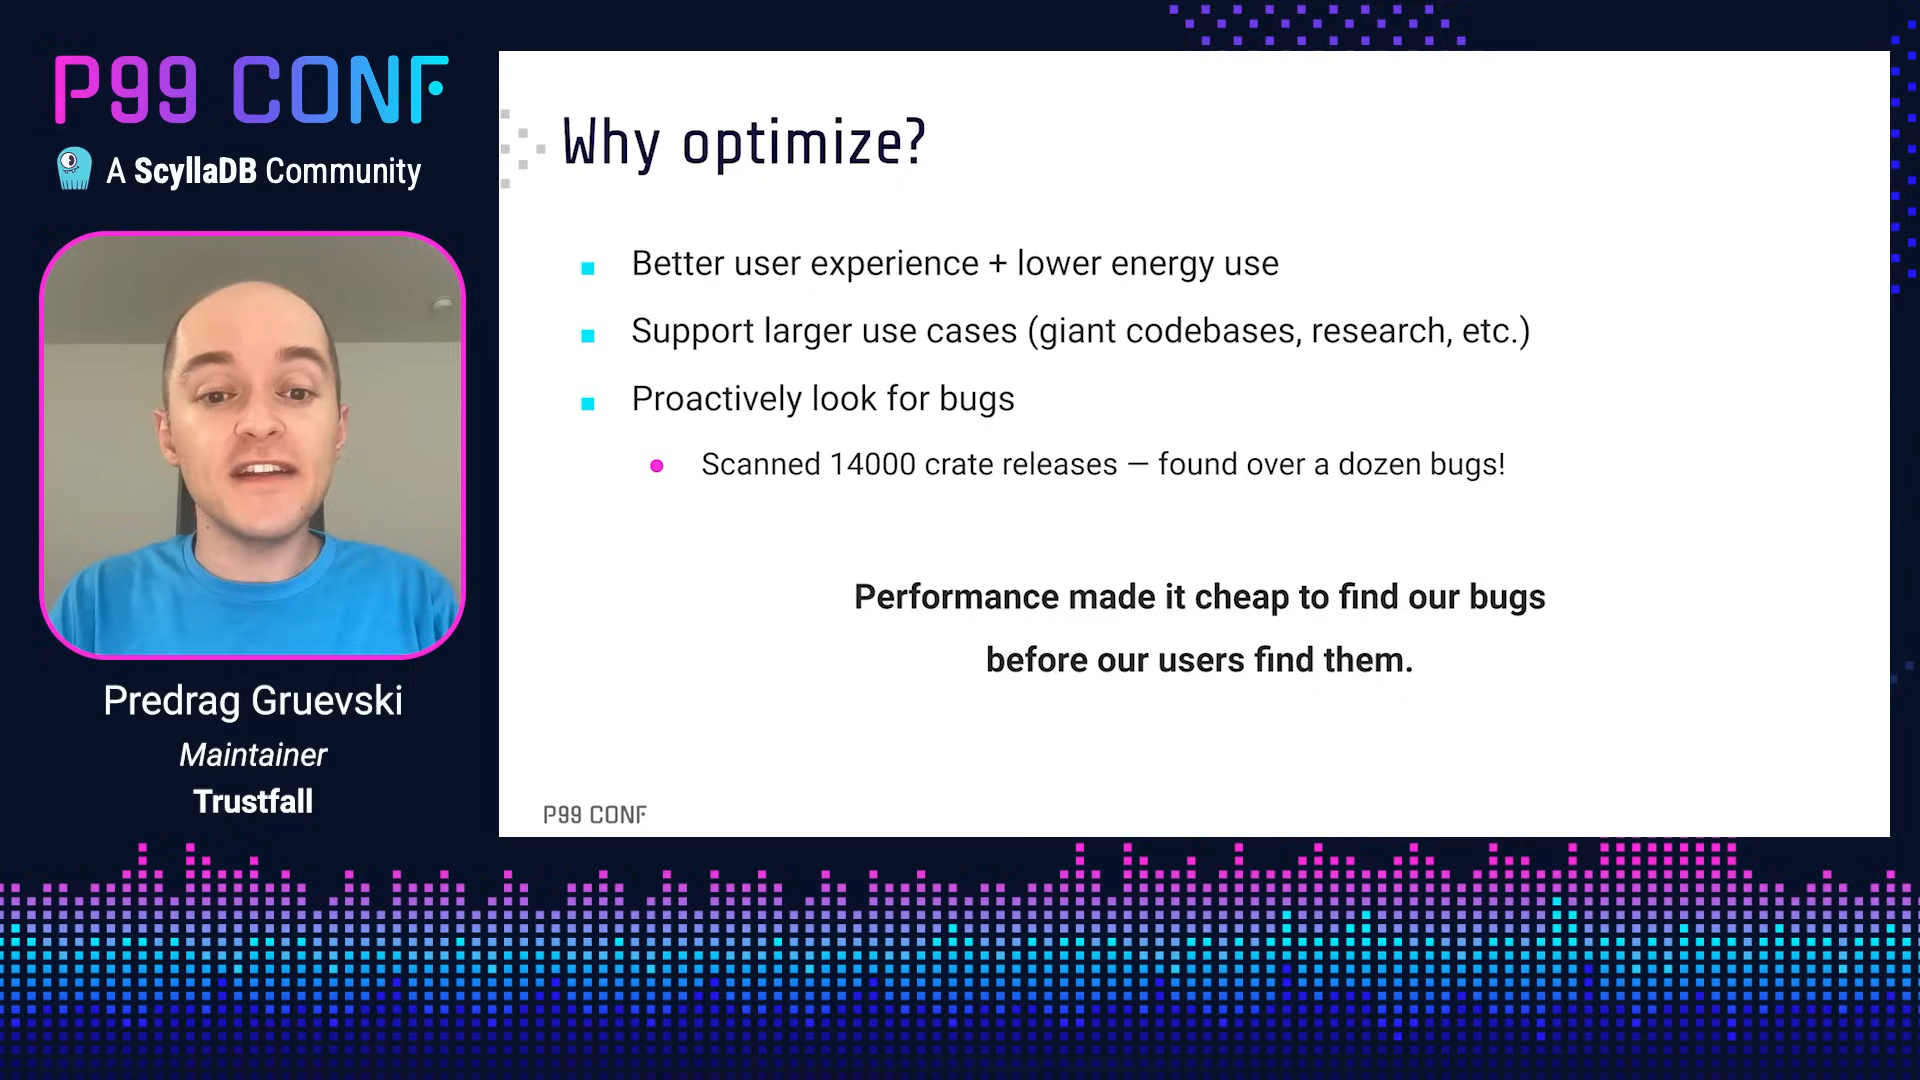 P99 CONF
A ScyllaDB Community
Predrag Gruevski
Maintainer
Trustfall
Why optimize?
Better user experience + lower energy use
Support larger use cases (giant codebases, research, etc.)
Proactively look for bugs
Scanned 14000 crate releases — found over a dozen bugs!
Performance made it cheap to find our bugs
before our users find them.
P99 CONF